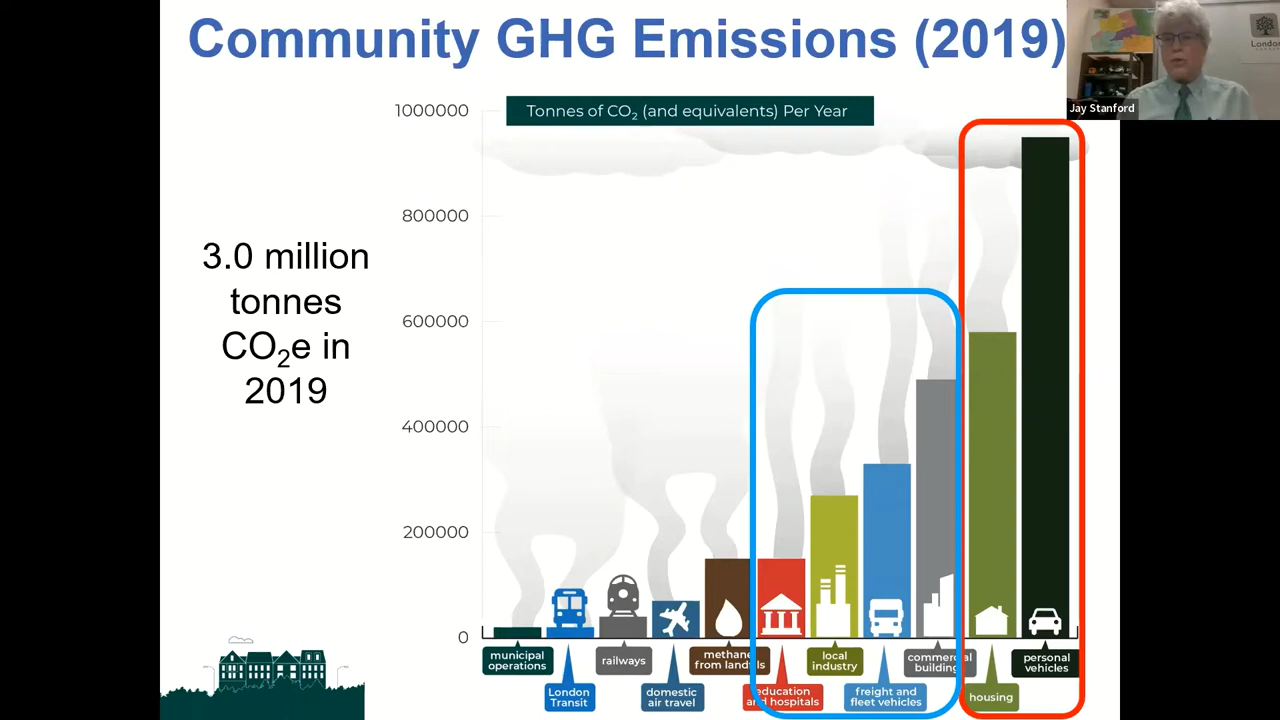 Community GHG Emissions (2019)
London
Jay Stanford
Tonnes of CO₂ (and equivalents) Per Year
1000000
800000
600000
400000
200000
0
3.0 million
tonnes
CO₂e in
2019
municipal
operations
London
Transit
railways
domestic
air travel
methane
from landfills
education
and hospitals
local
industry
freight and
fleet vehicles
commercial
buildings
housing
personal
vehicles